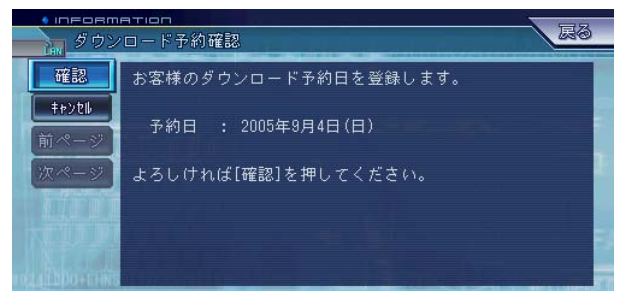 INFORMATION
LAN ダウンロード予約確認
戻る
確認
キャンセル
前ページ
次ページ
お客様のダウンロード予約日を登録します。
予約日 : 2005年9月4日(日)
よろしければ[確認]を押してください。